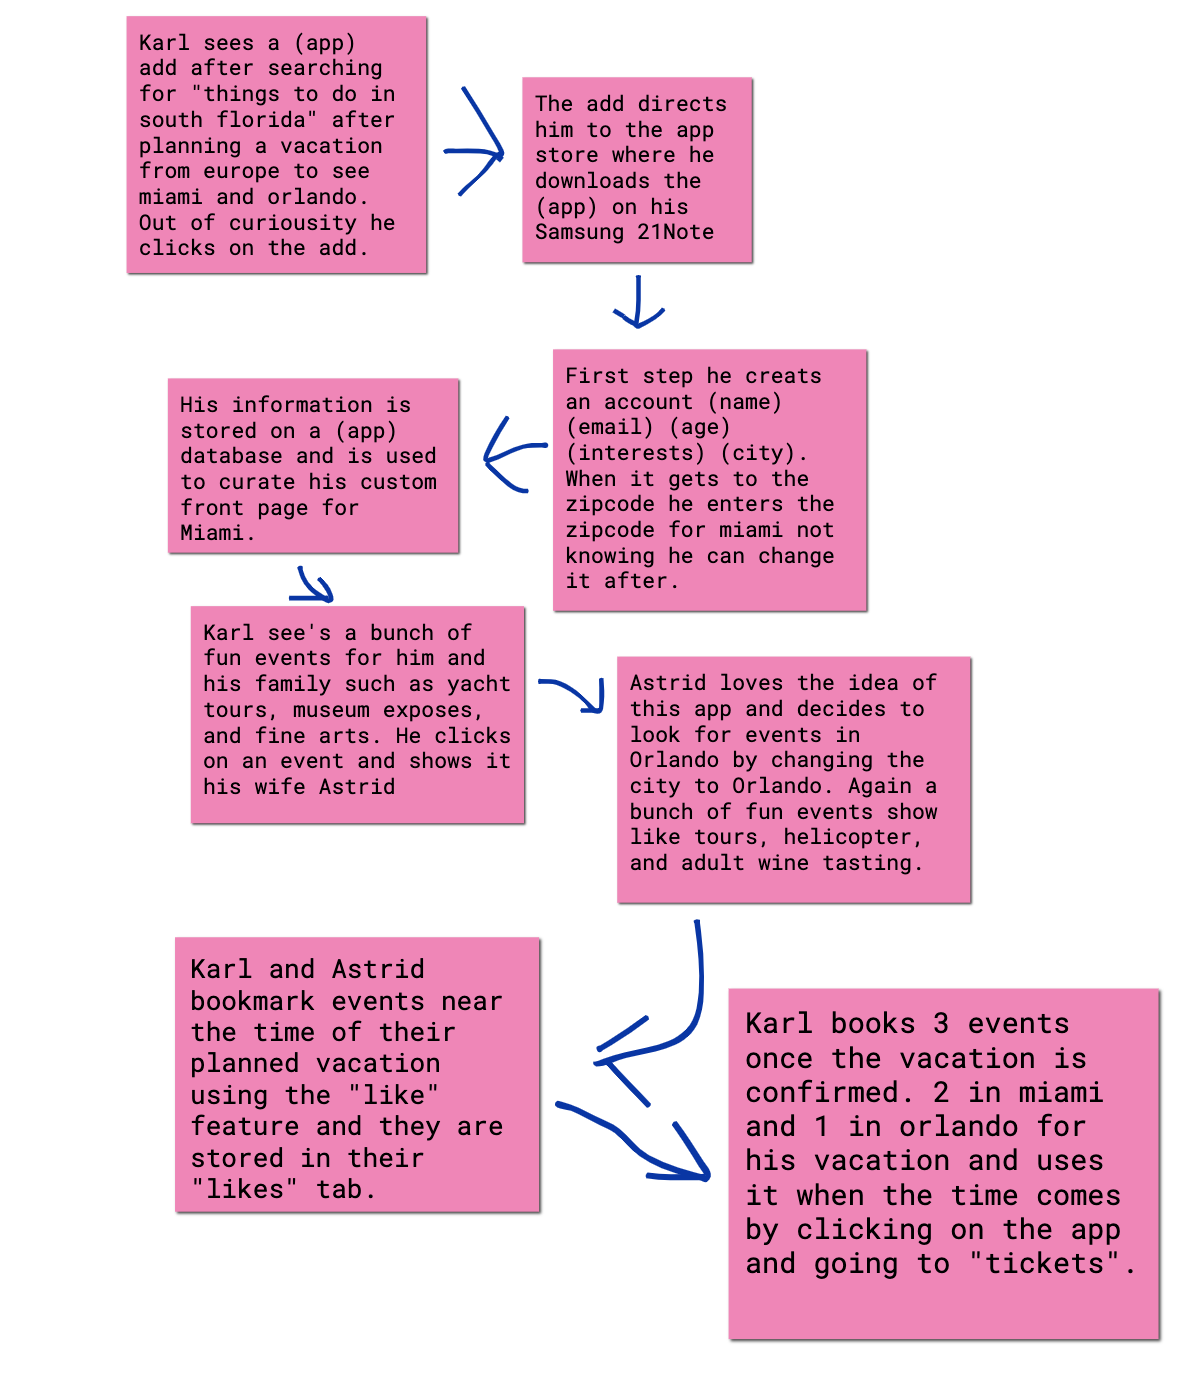 Karl sees a (app)
add after searching
for "things to do in
south florida" after
planning a vacation
from europe to see
miami and orlando.
Out of curiousity he
clicks on the add.
The add directs
him to the app
store where he
downloads the
(app) on his
Samsung 21Note
First step he creats
an account (name)
(email) (age)
(interests) (city).
When it gets to the
zipcode he enters the
zipcode for miami not
knowing he can change
it after.
His information is
stored on a (app)
database and is used
to curate his custom
front page for
Miami.
Karl see's a bunch of
fun events for him and
his family such as yacht
tours, museum exposes,
and fine arts. He clicks
on an event and shows it
his wife Astrid
Astrid loves the idea of
this app and decides to
look for events in
Orlando by changing the
city to Orlando. Again a
bunch of fun events show
like tours, helicopter,
and adult wine tasting.
Karl and Astrid
bookmark events near
the time of their
planned vacation
using the "like"
feature and they are
stored in their
"likes" tab.
Karl books 3 events
once the vacation is
confirmed. 2 in miami
and 1 in orlando for
his vacation and uses
it when the time comes
by clicking on the app
and going to "tickets".